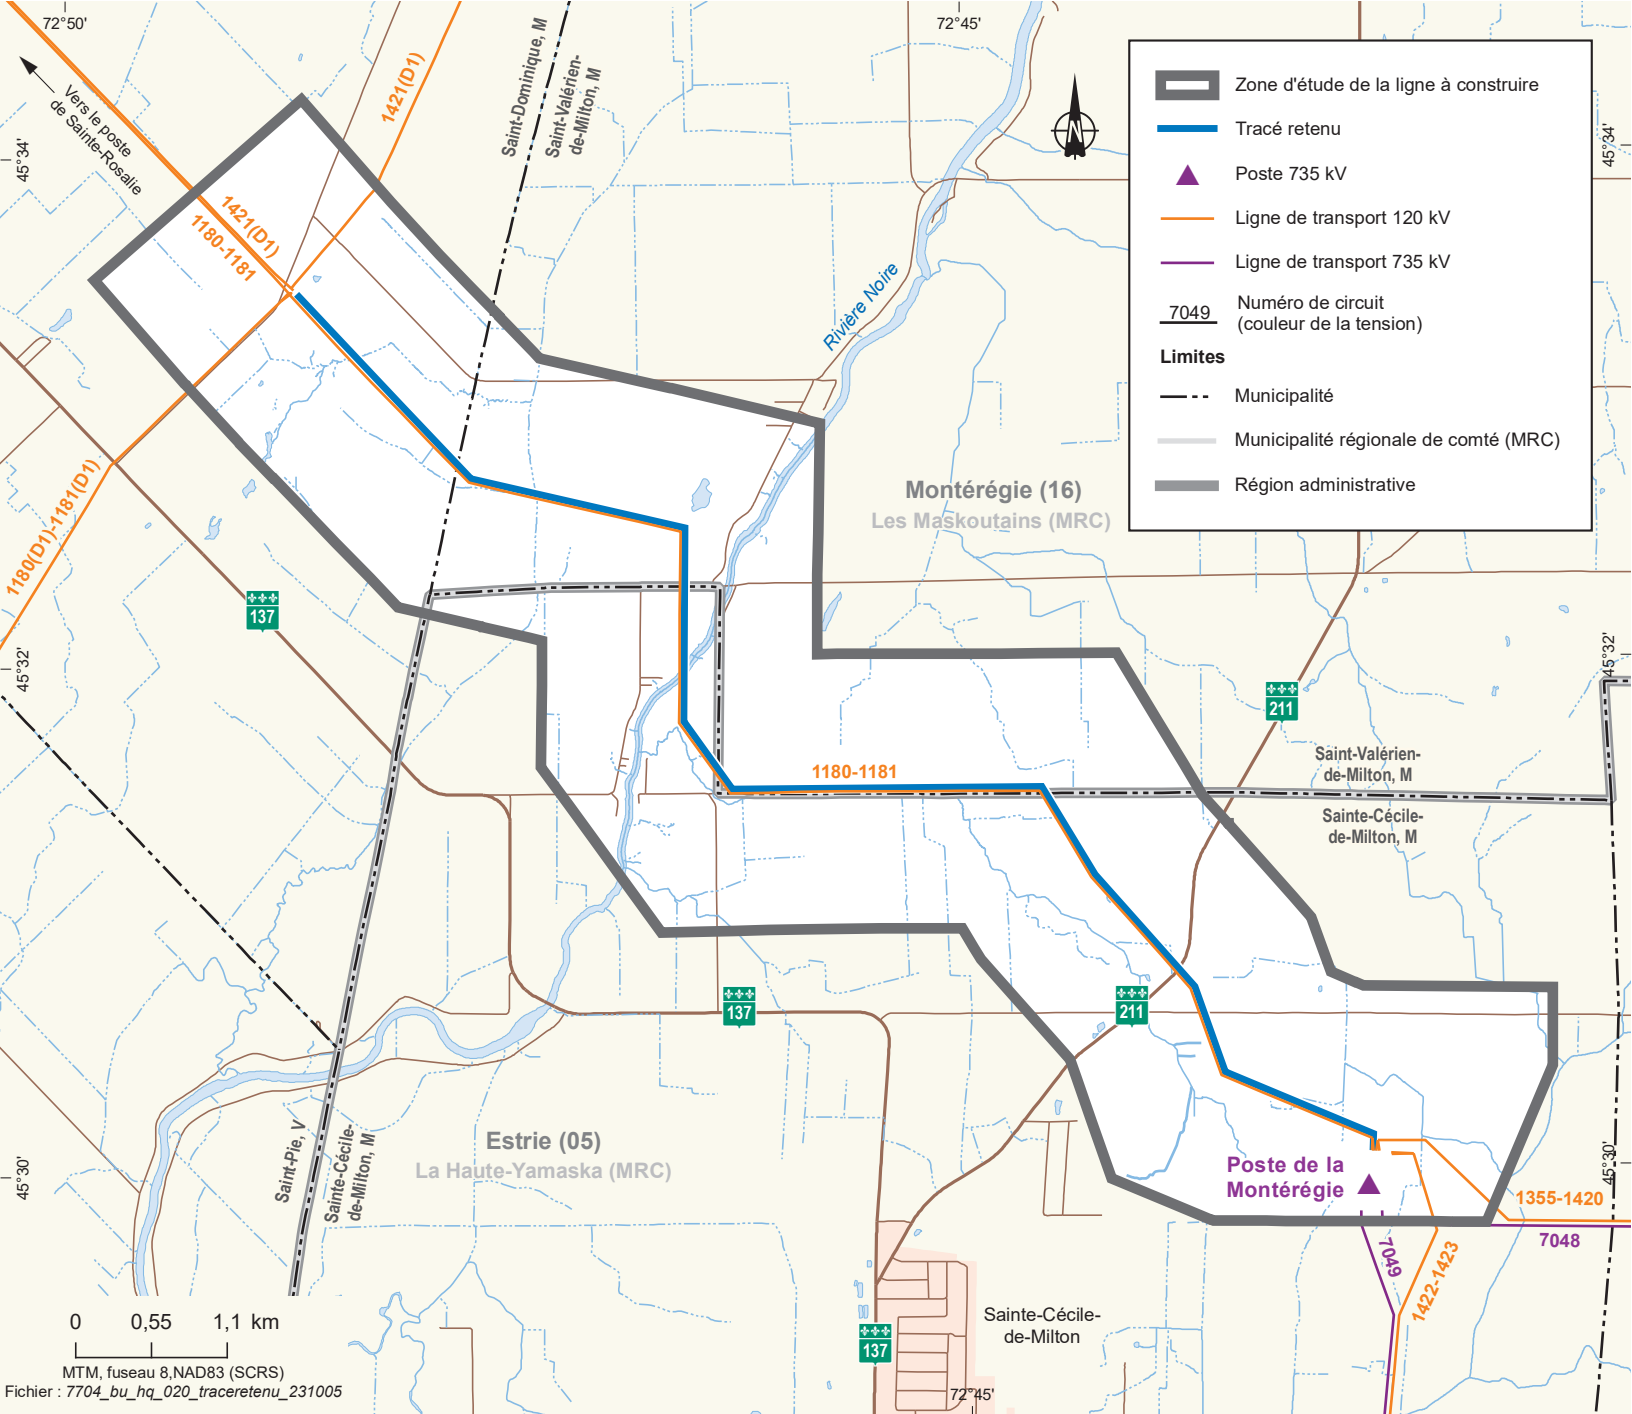 72°50'
72°45'
45°34'
45°34'
Vers le poste
de Sainte-Rosalie
1421(D1)
Saint-Dominique, M
Saint-Valérien-
de-Milton, M
N
Zone d'étude de la ligne à construire
Tracé retenu
Poste 735 kV
Ligne de transport 120 kV
Ligne de transport 735 kV
7049
Numéro de circuit
(couleur de la tension)
Limites
Municipalité
Municipalité régionale de comté (MRC)
Région administrative
1421(D1)
1180-1181
Rivière Noire
1180(D1)-1181(D1)
Montérégie (16)
Les Maskoutains (MRC)
137
45°32'
45°32'
211
1180-1181
Saint-Valérien-
de-Milton, M
Sainte-Cécile-
de-Milton, M
137
211
Saint-Pie, V
Sainte-Cécile-
de-Milton, M
Estrie (05)
La Haute-Yamaska (MRC)
45°30'
45°30'
Poste de la
Montérégie
1355-1420
7048
7049
1422-1423
Sainte-Cécile-
de-Milton
137
0 0,55 1,1 km
MTM, fuseau 8,NAD83 (SCRS)
Fichier : 7704_bu_hq_020_traceretenu_231005
72°45'